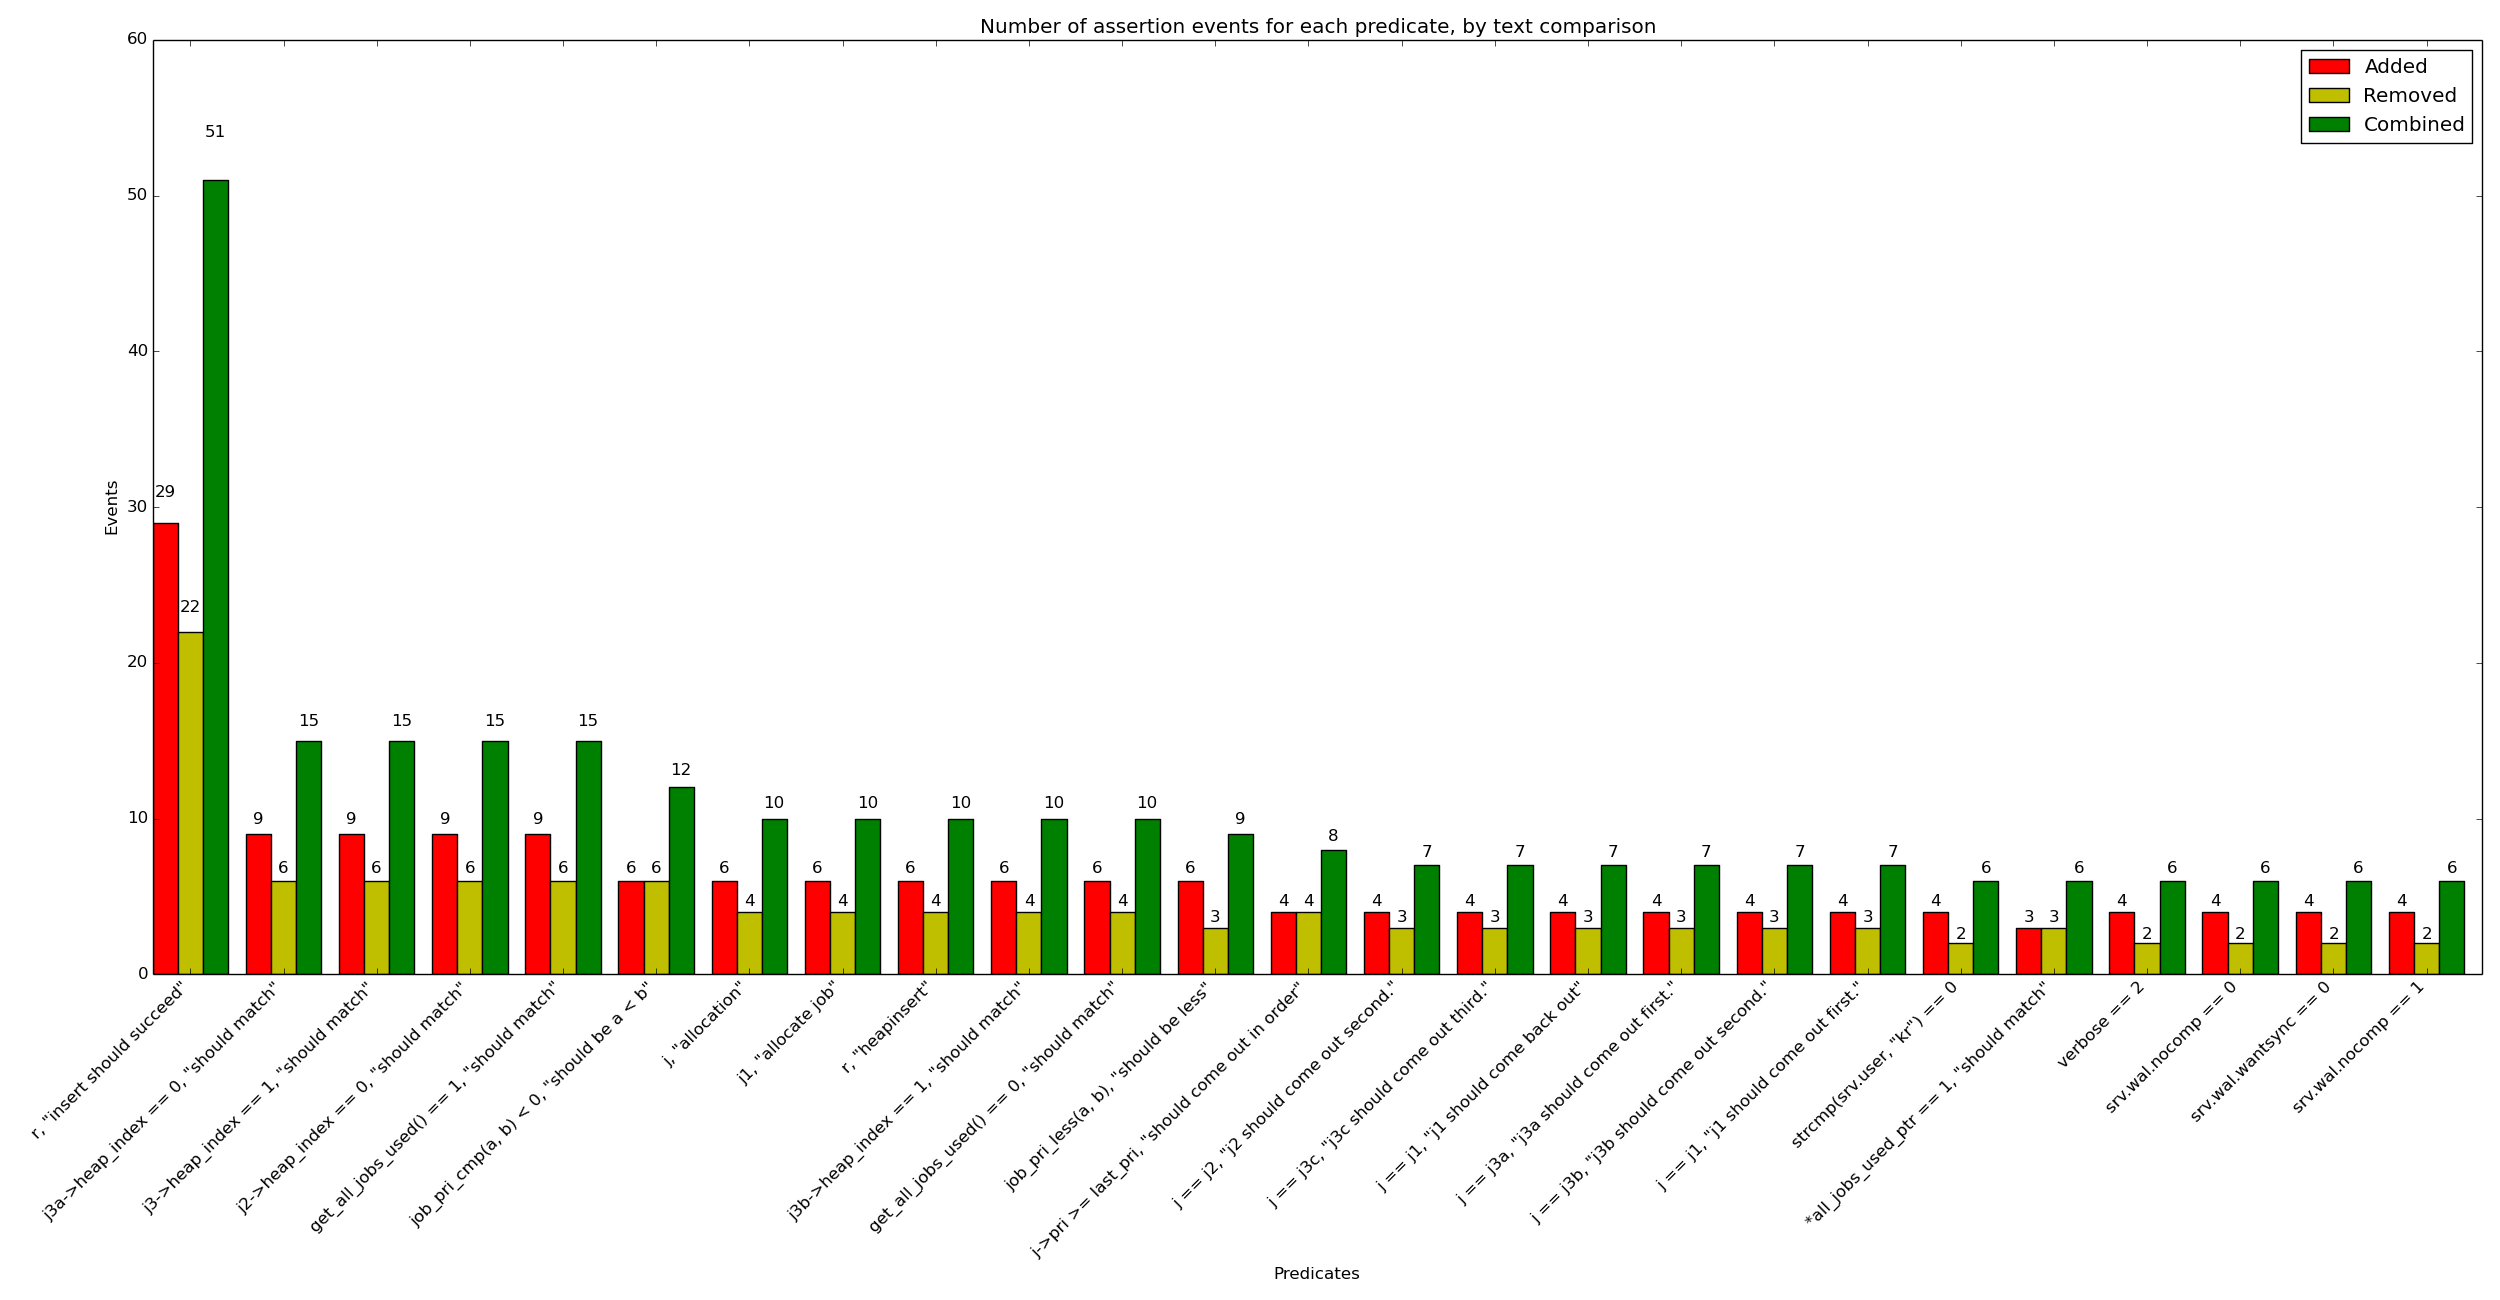 Number of assertion events for each predicate, by text comparison
Added
Removed
Combined
Events
60
50
40
30
20
10
0
29 22 51
9 6 15
9 6 15
9 6 15
9 6 15
6 6 12
6 4 10
6 4 10
6 4 10
6 4 10
6 4 10
6 3 9
4 4 8
4 3 7
4 3 7
4 3 7
4 3 7
4 3 7
4 3 7
4 2 6
3 3 6
4 2 6
4 2 6
4 2 6
4 2 6
r, "insert should succeed"
j3a->heap_index == 0, "should match"
j3->heap_index == 1, "should match"
j2->heap_index == 0, "should match"
get_all_jobs_used() == 1, "should match"
job_pri_cmp(a, b) < 0, "should be a < b"
j, "allocation"
j1, "allocate job"
r, "heapinsert"
j3b->heap_index == 1, "should match"
get_all_jobs_used() == 0, "should match"
job_pri_less(a, b), "should be less"
j->pri >= last_pri, "should come out in order"
j == j2, "j2 should come out second."
j == j3c, "j3c should come out third."
j == j1, "j1 should come back out"
j == j3a, "j3a should come out first."
j == j3b, "j3b should come out second."
j == j1, "j1 should come out first."
strcmp(srv.user, "kr") == 0
*all_jobs_used_ptr == 1, "should match"
verbose == 2
srv.wal.nocomp == 0
srv.wal.wantsync == 0
srv.wal.nocomp == 1
Predicates